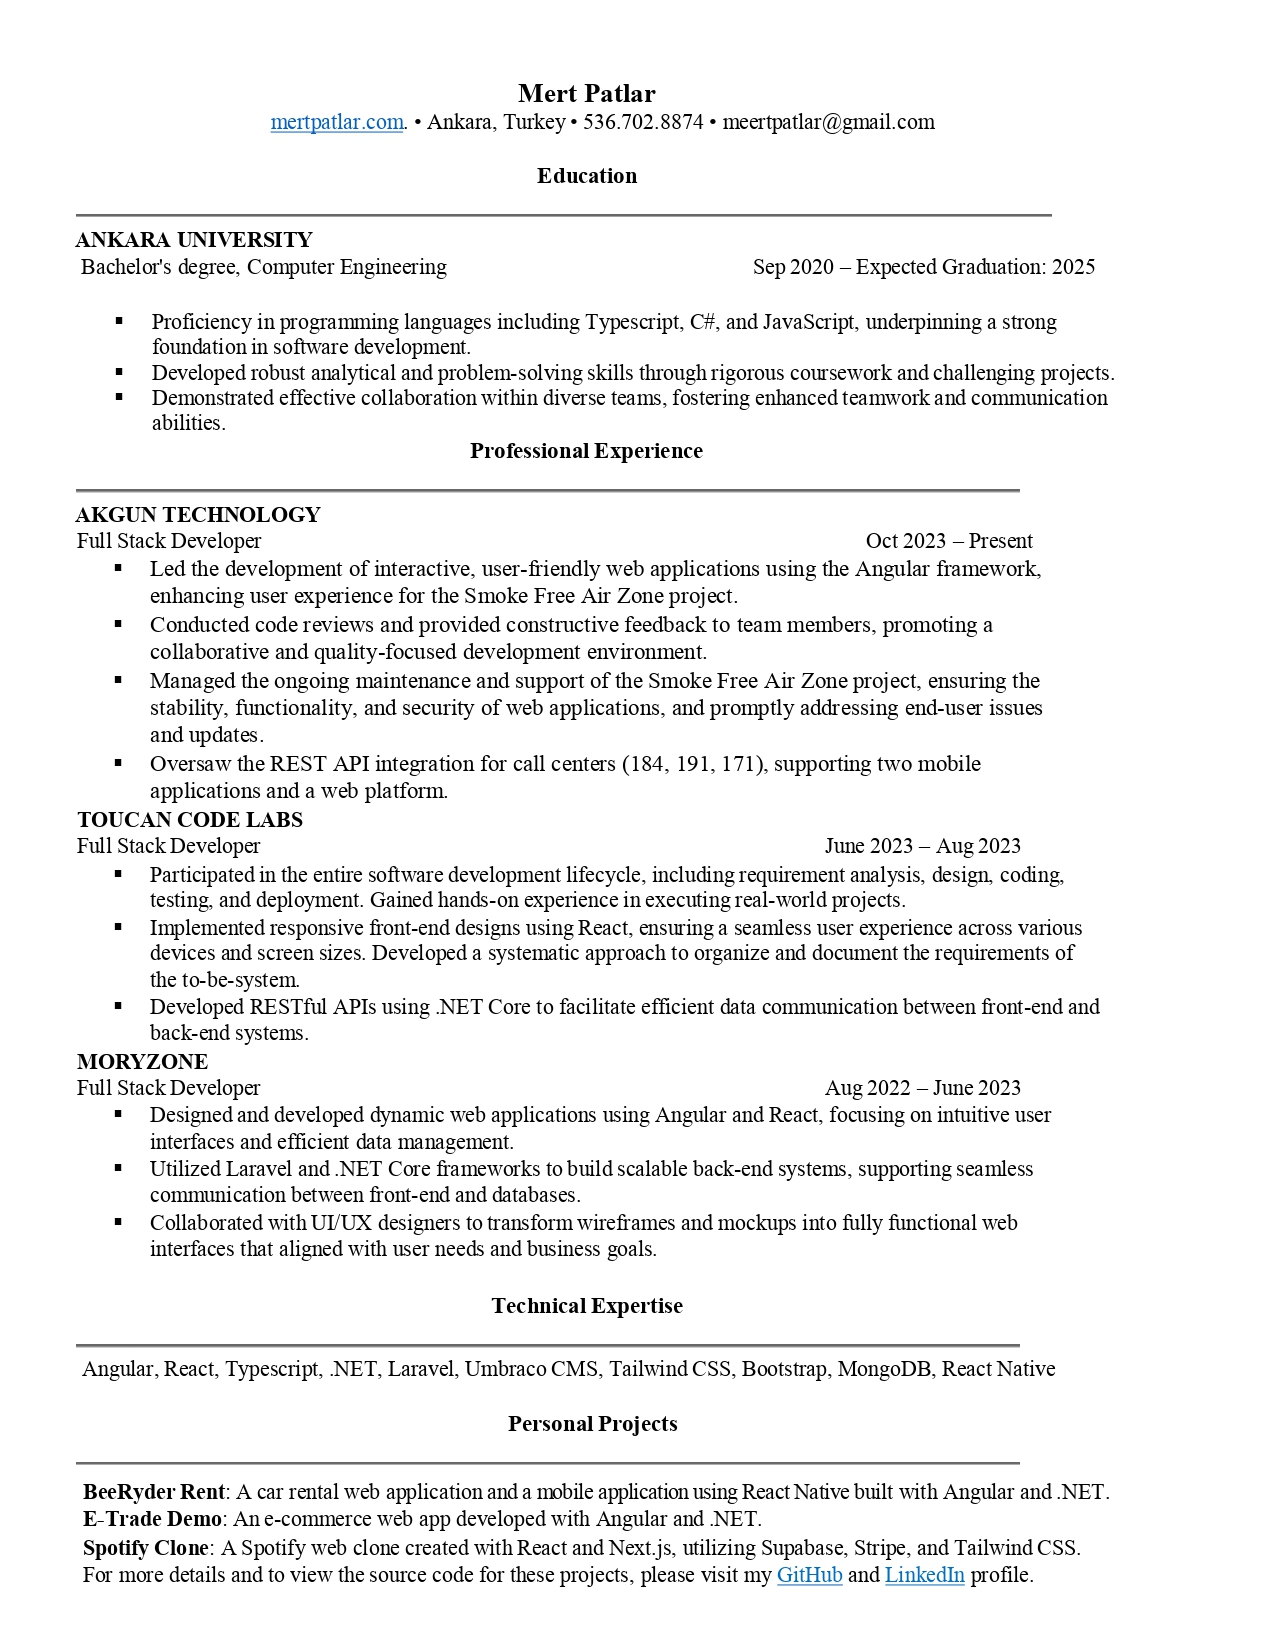 Mert Patlar
mertpatlar.com. • Ankara, Turkey • 536.702.8874 • meertpatlar@gmail.com
Education
ANKARA UNIVERSITY
Bachelor's degree, Computer Engineering Sep 2020 – Expected Graduation: 2025
▪ Proficiency in programming languages including Typescript, C#, and JavaScript, underpinning a strong
foundation in software development.
▪ Developed robust analytical and problem-solving skills through rigorous coursework and challenging projects.
▪ Demonstrated effective collaboration within diverse teams, fostering enhanced teamwork and communication
abilities.
Professional Experience
AKGUN TECHNOLOGY
Full Stack Developer Oct 2023 – Present
▪ Led the development of interactive, user-friendly web applications using the Angular framework,
enhancing user experience for the Smoke Free Air Zone project.
▪ Conducted code reviews and provided constructive feedback to team members, promoting a
collaborative and quality-focused development environment.
▪ Managed the ongoing maintenance and support of the Smoke Free Air Zone project, ensuring the
stability, functionality, and security of web applications, and promptly addressing end-user issues
and updates.
▪ Oversaw the REST API integration for call centers (184, 191, 171), supporting two mobile
applications and a web platform.
TOUCAN CODE LABS
Full Stack Developer June 2023 – Aug 2023
▪ Participated in the entire software development lifecycle, including requirement analysis, design, coding,
testing, and deployment. Gained hands-on experience in executing real-world projects.
▪ Implemented responsive front-end designs using React, ensuring a seamless user experience across various
devices and screen sizes. Developed a systematic approach to organize and document the requirements of
the to-be-system.
▪ Developed RESTful APIs using .NET Core to facilitate efficient data communication between front-end and
back-end systems.
MORYZONE
Full Stack Developer Aug 2022 – June 2023
▪ Designed and developed dynamic web applications using Angular and React, focusing on intuitive user
interfaces and efficient data management.
▪ Utilized Laravel and .NET Core frameworks to build scalable back-end systems, supporting seamless
communication between front-end and databases.
▪ Collaborated with UI/UX designers to transform wireframes and mockups into fully functional web
interfaces that aligned with user needs and business goals.
Technical Expertise
Angular, React, Typescript, .NET, Laravel, Umbraco CMS, Tailwind CSS, Bootstrap, MongoDB, React Native
Personal Projects
BeeRyder Rent: A car rental web application and a mobile application using React Native built with Angular and .NET.
E-Trade Demo: An e-commerce web app developed with Angular and .NET.
Spotify Clone: A Spotify web clone created with React and Next.js, utilizing Supabase, Stripe, and Tailwind CSS.
For more details and to view the source code for these projects, please visit my GitHub and LinkedIn profile.